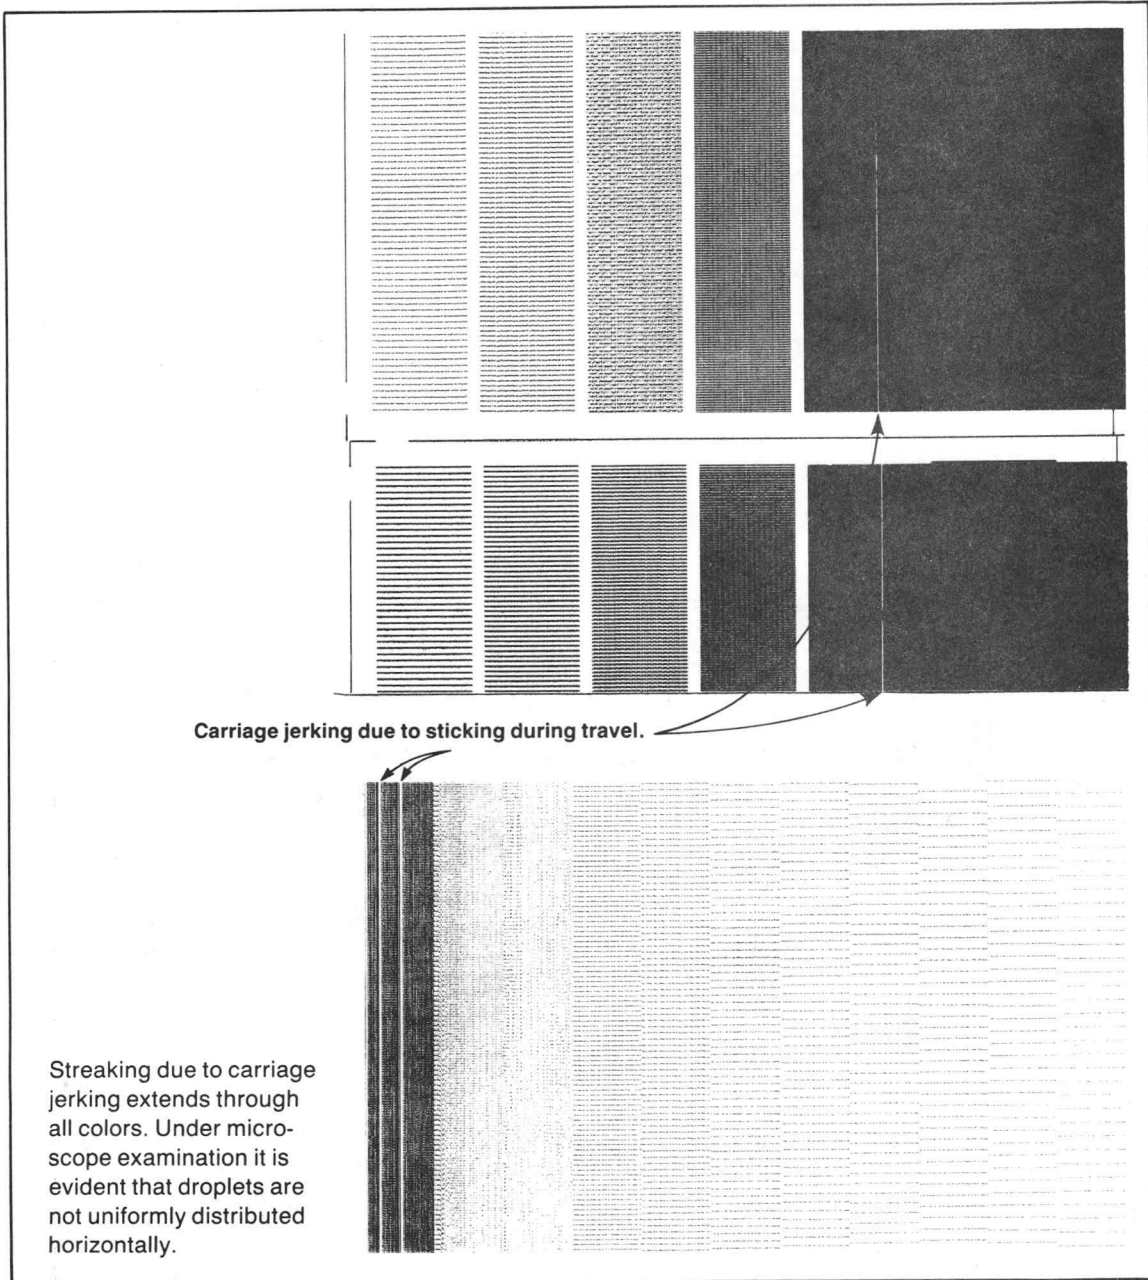 Carriage jerking due to sticking during travel.
Streaking due to carriage
jerking extends through
all colors. Under micro-
scope examination it is
evident that droplets are
not uniformly distributed
horizontally.